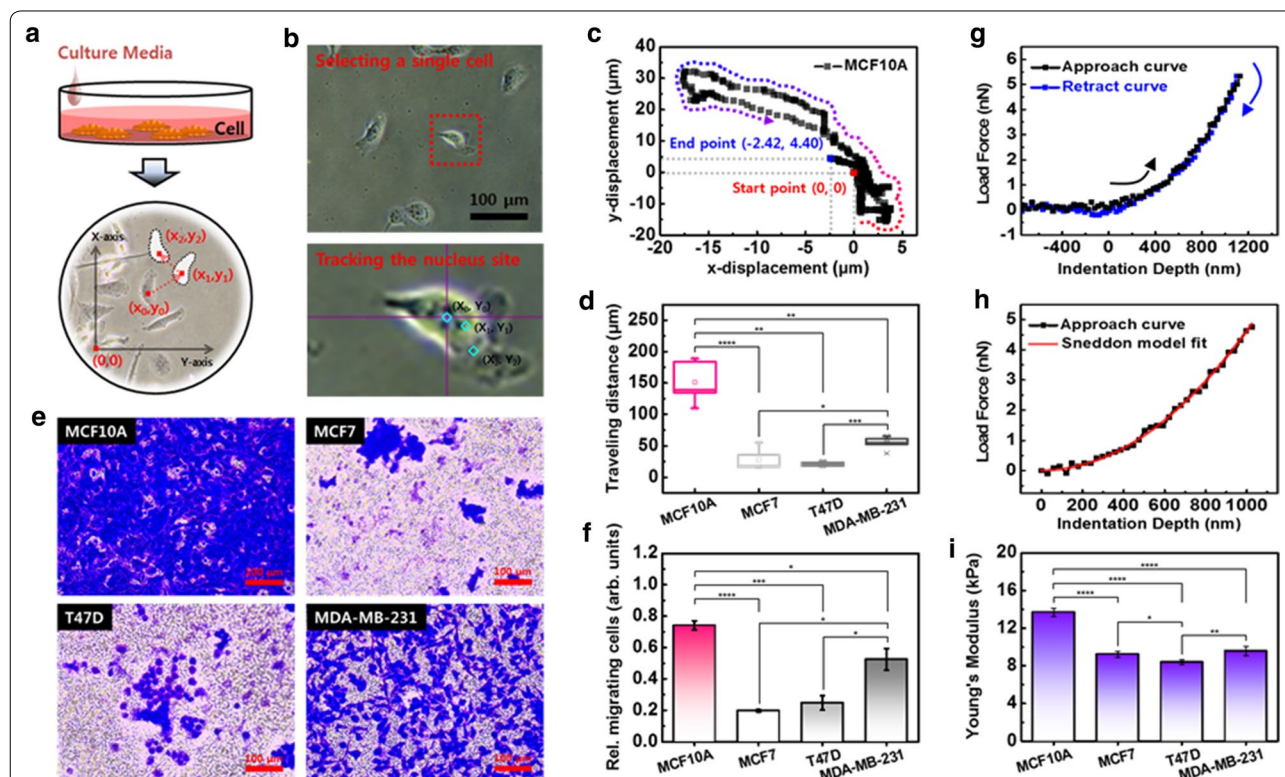 a
Culture Media
Cell
X-axis
(x₂,y₂)
(x₁,y₁)
(x₀,y₀)
(0,0)
Y-axis
b
Selecting a single cell
100 μm
Tracking the nucleus site
(X₀, Y₀)
(X₁, Y₁)
c
40
30
20
10
0
-10
-20
y-displacement (μm)
MCF10A
End point (-2.42, 4.40)
Start point (0, 0)
-20
-15
-10
-5
0
5
x-displacement (μm)
d
250
200
150
100
50
0
Traveling distance (μm)
**
**
****
*
***
MCF10A
MCF7
T47D
MDA-MB-231
e
MCF10A
100 μm
MCF7
100 μm
T47D
100 μm
MDA-MB-231
100 μm
f
1.2
1.0
0.8
0.6
0.4
0.2
0.0
Rel. migrating cells (arb. units)
*
***
****
*
*
MCF10A
MCF7
T47D
MDA-MB-231
g
6
5
4
3
2
1
0
-1
Load Force (nN)
Approach curve
Retract curve
-400
0
400
800
1200
Indentation Depth (nm)
h
5
4
3
2
1
0
-1
Load Force (nN)
Approach curve
Sneddon model fit
0
200
400
600
800
1000
Indentation Depth (nm)
i
20
16
12
8
4
0
Young's Modulus (kPa)
****
****
****
*
**
MCF10A
MCF7
T47D
MDA-MB-231